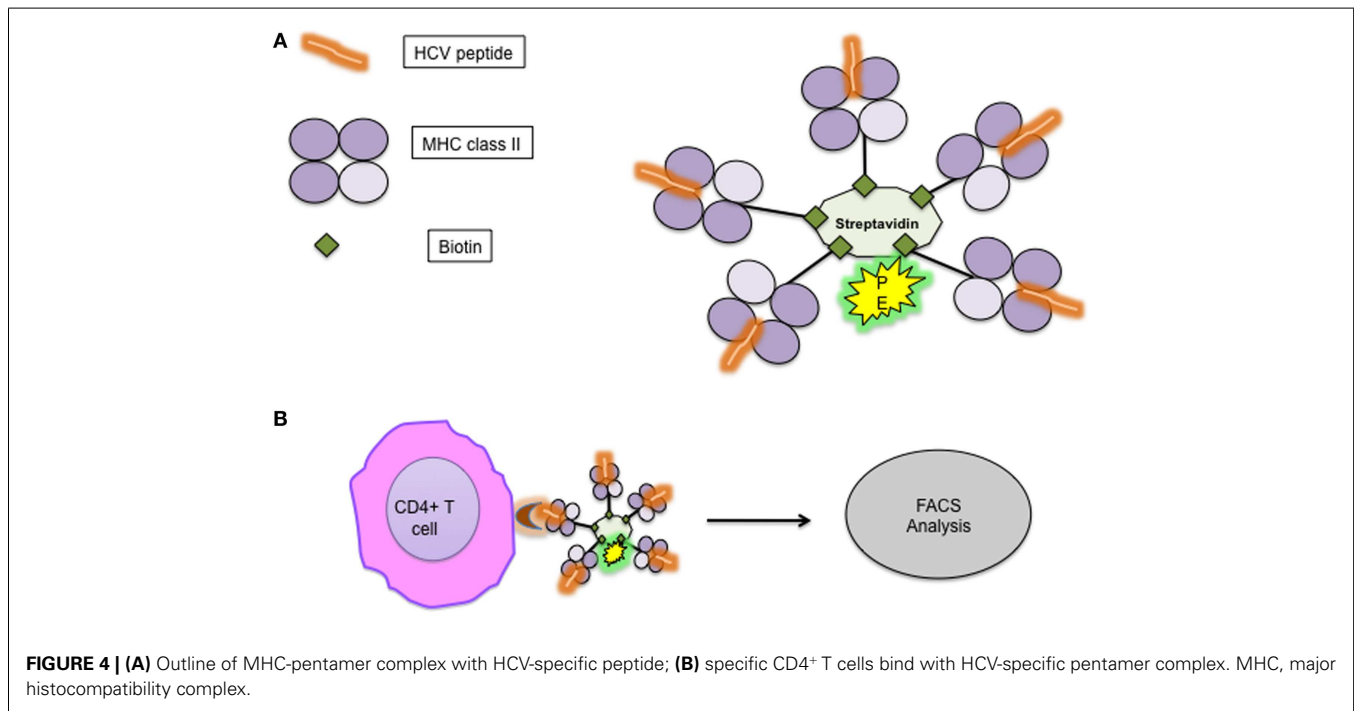 A
HCV peptide
MHC class II
Biotin
Streptavidin
P
E
B
CD4+ T
cell
FACS
Analysis
FIGURE 4 | (A) Outline of MHC-pentamer complex with HCV-specific peptide; (B) specific CD4+ T cells bind with HCV-specific pentamer complex. MHC, major
histocompatibility complex.